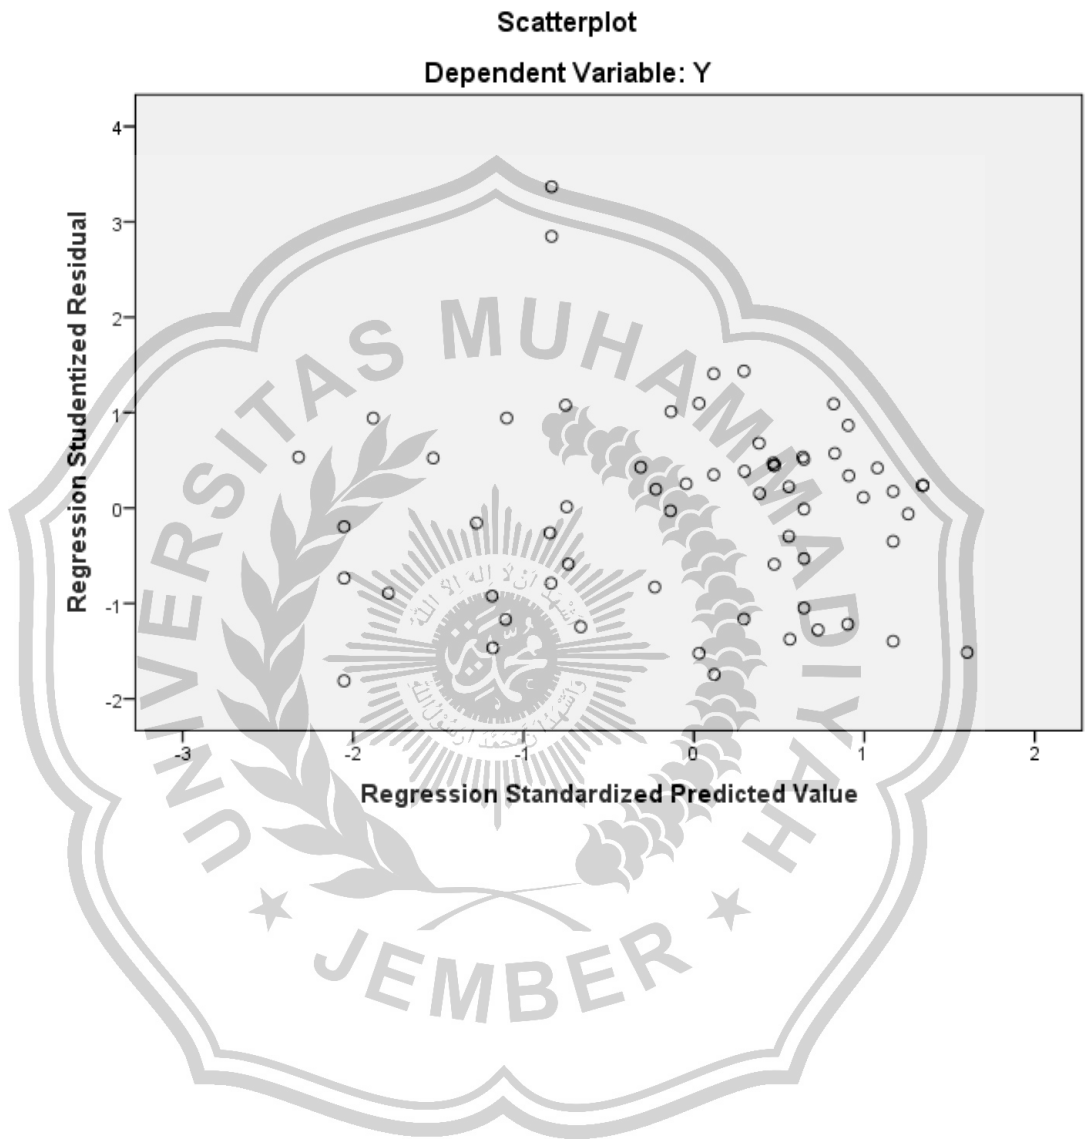 Scatterplot
Dependent Variable: Y
Regression Studentized Residual
4
3
2
1
0
-1
-2
-3
-2
-1
0
1
2
Regression Standardized Predicted Value
UNIVERSITAS MUHAMMADIYAH
JEMBER